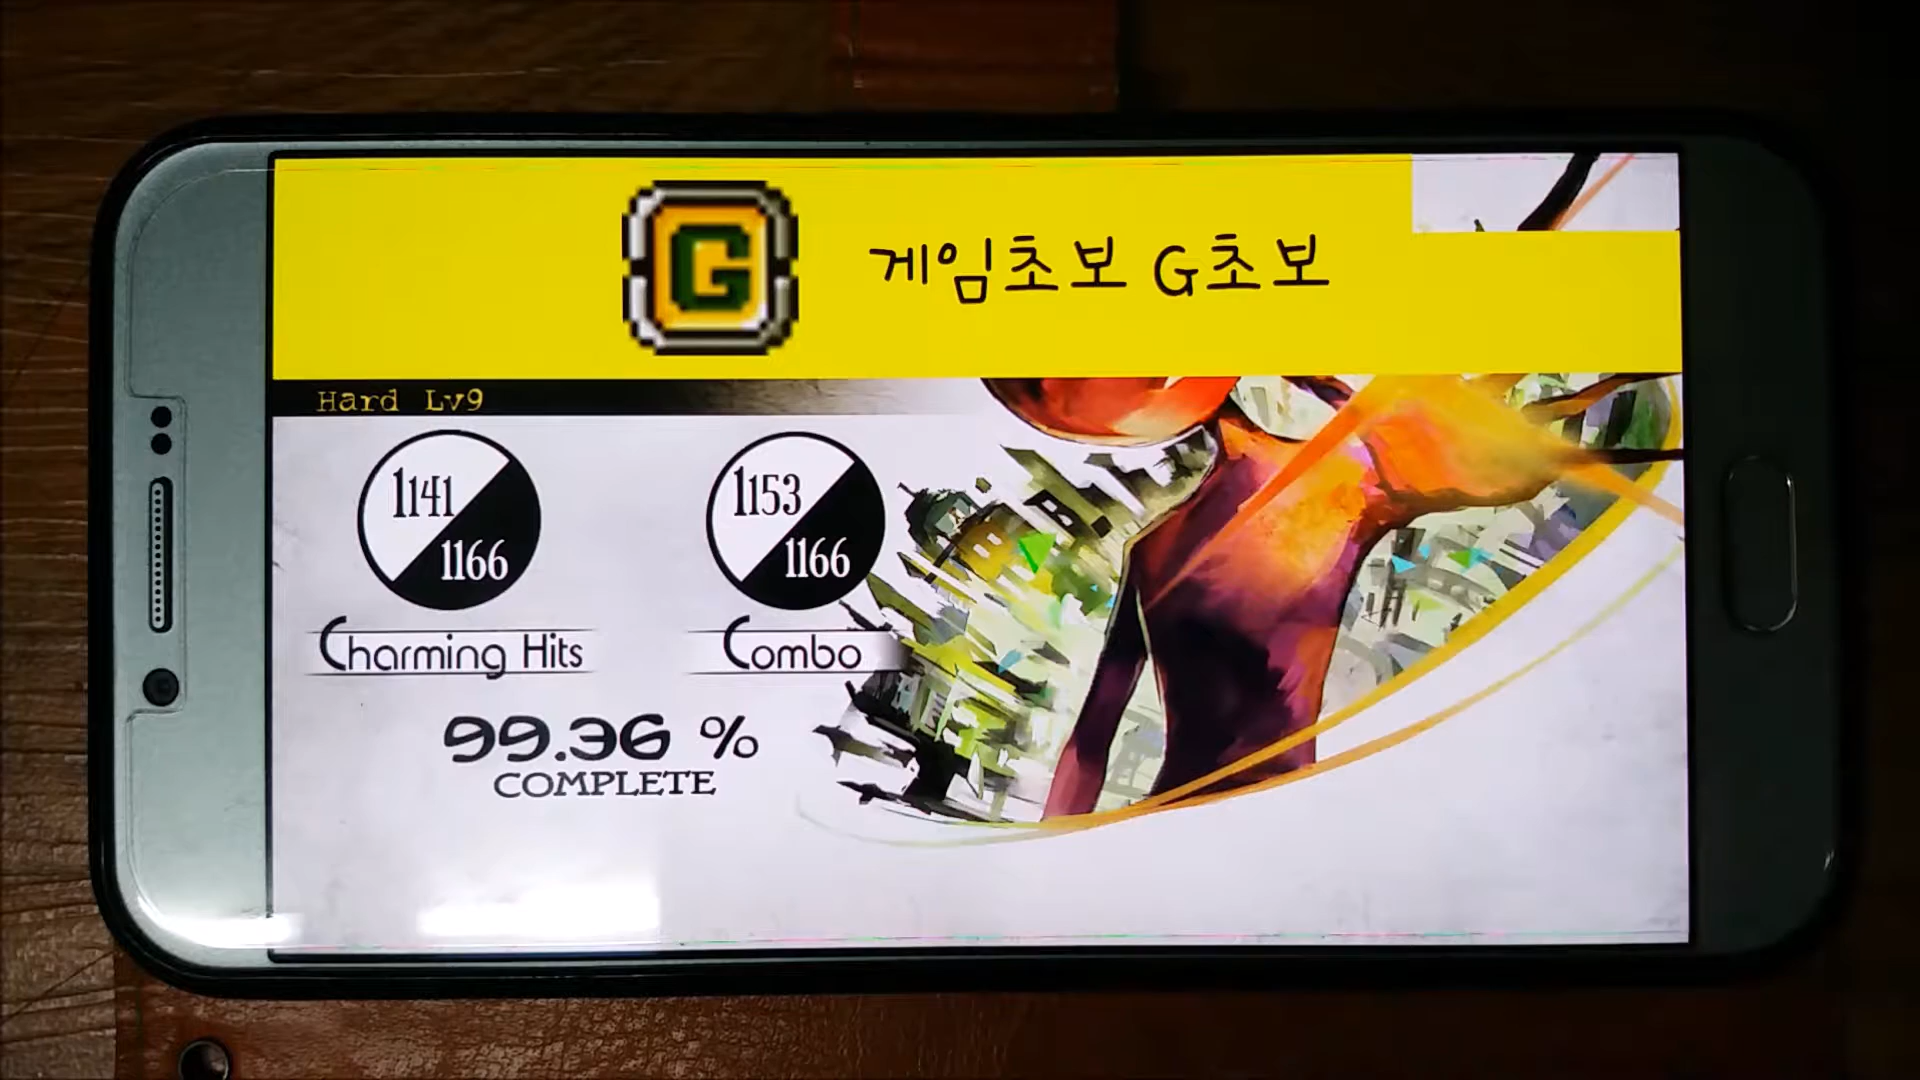 G
게임초보 G초보
Hard Lv9
1141
1166
Charming Hits
1153
1166
Combo
99.36 %
COMPLETE
B.